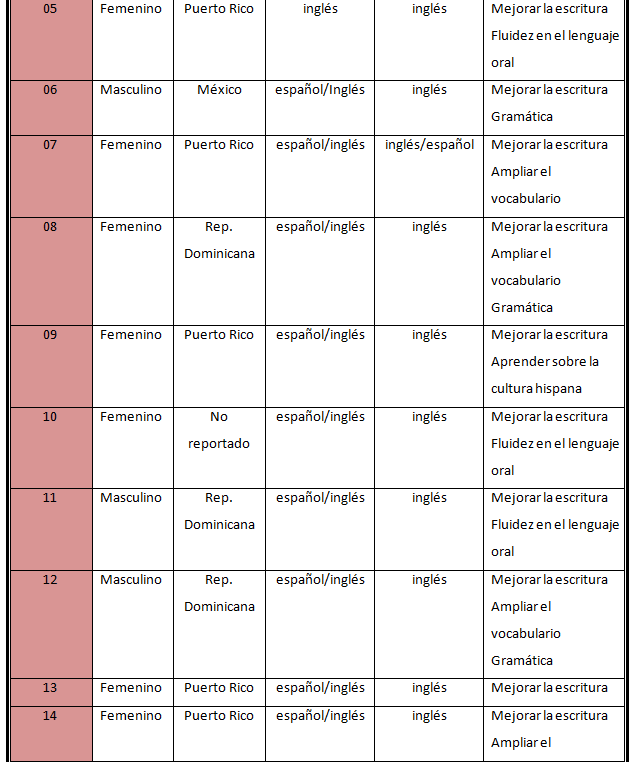 05 Femenino Puerto Rico inglés inglés Mejorar la escritura
Fluidez en el lenguaje
oral
06 Masculino México español/Inglés inglés Mejorar la escritura
Gramática
07 Femenino Puerto Rico español/inglés inglés/español Mejorar la escritura
Ampliar el
vocabulario
08 Femenino Rep. español/inglés inglés Mejorar la escritura
Dominicana Ampliar el
vocabulario
Gramática
09 Femenino Puerto Rico español/inglés inglés Mejorar la escritura
Aprender sobre la
cultura hispana
10 Femenino No español/inglés inglés Mejorar la escritura
reportado Fluidez en el lenguaje
oral
11 Masculino Rep. español/inglés inglés Mejorar la escritura
Dominicana Fluidez en el lenguaje
oral
12 Masculino Rep. español/inglés inglés Mejorar la escritura
Dominicana Ampliar el
vocabulario
Gramática
13 Femenino Puerto Rico español/inglés inglés Mejorar la escritura
14 Femenino Puerto Rico español/inglés inglés Mejorar la escritura
Ampliar el